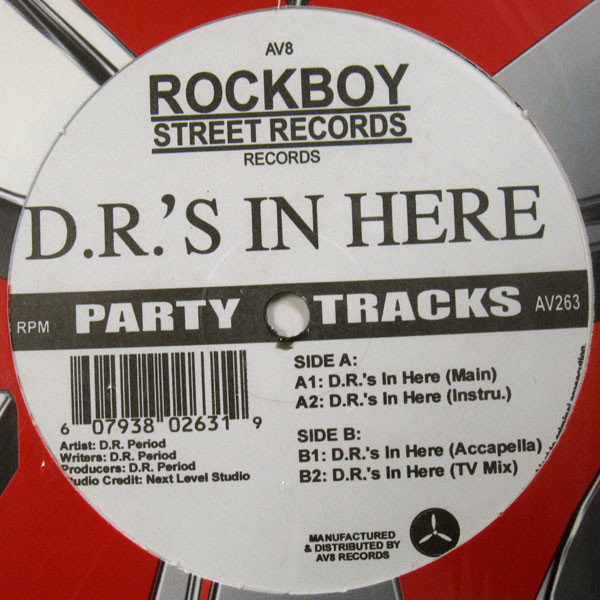 AV8
ROCKBOY
STREET RECORDS
RECORDS
D.R.'S IN HERE
RPM PARTY TRACKS AV263
SIDE A:
A1: D.R.'s In Here (Main)
A2: D.R.'s In Here (Instru.)
SIDE B:
B1: D.R.'s In Here (Accapella)
B2: D.R.'s In Here (TV Mix)
6 07938 02631 9
Artist: D.R. Period
Writers: D.R. Period
Producers: D.R. Period
Studio Credit: Next Level Studio
MANUFACTURED
& DISTRIBUTED BY
AV8 RECORDS